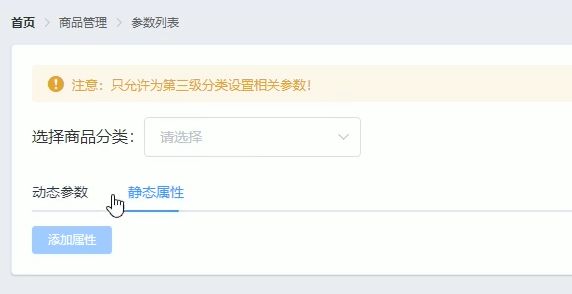 首页 > 商品管理 > 参数列表
注意：只允许为第三级分类设置相关参数！
选择商品分类： 请选择
动态参数 静态属性
添加属性